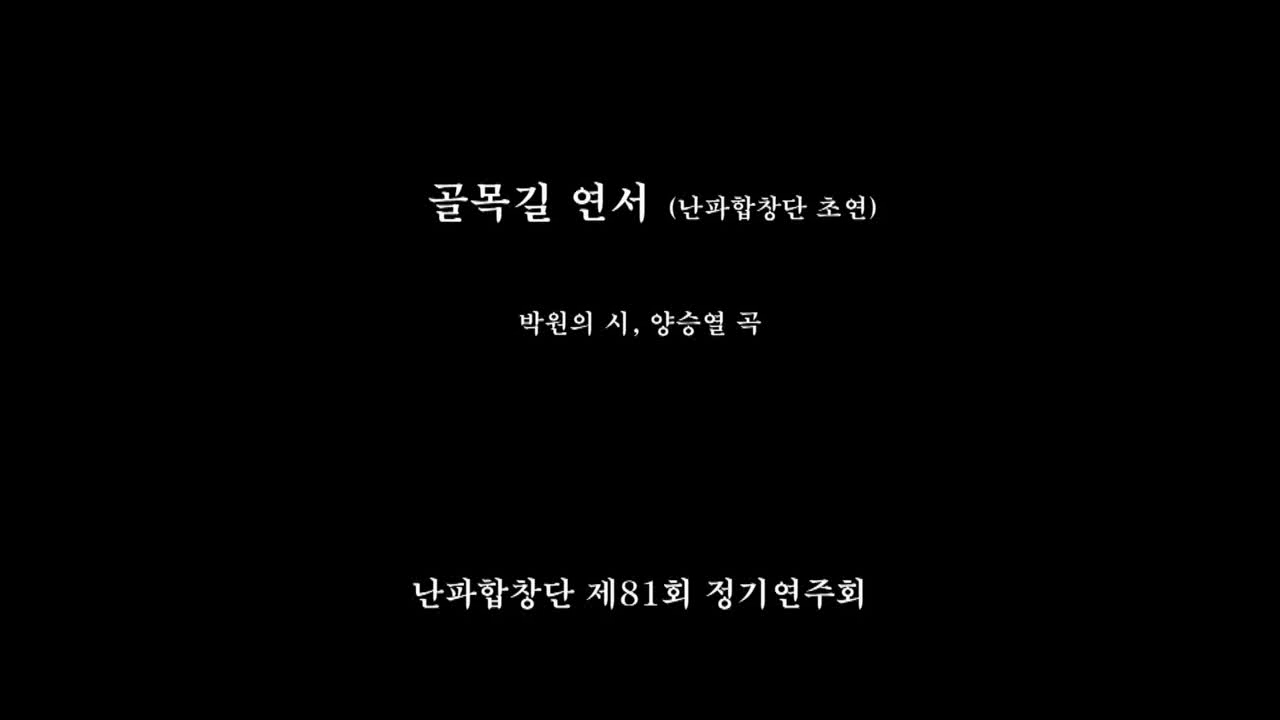 골목길 연서 (난파합창단 초연)
박원의 시, 양승열 곡
난파합창단 제81회 정기연주회